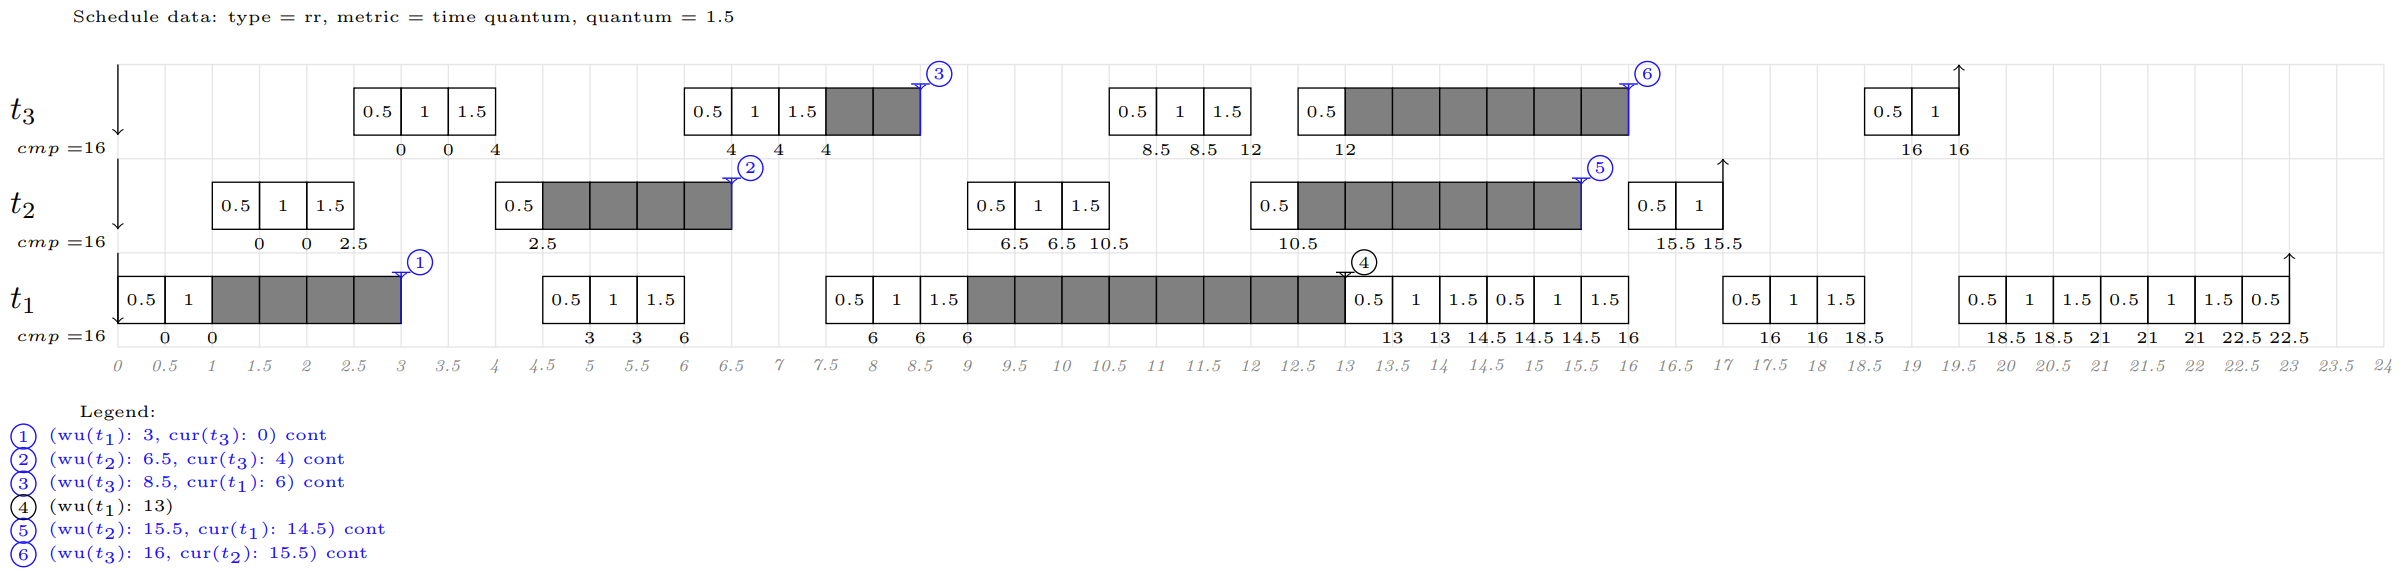 Schedule data: type = rr, metric = time quantum, quantum = 1.5
3 6
t3 0.5 1 1.5 0.5 1 1.5 0.5 1 1.5 0.5 0.5 1
cmp =16 0 0 4 4 4 4 8.5 8.5 12 12 16 16
2 5
t2 0.5 1 1.5 0.5 0.5 1 1.5 0.5 0.5 1
cmp =16 0 0 2.5 2.5 6.5 6.5 10.5 10.5 15.5 15.5
1 4
t1 0.5 1 0.5 1 1.5 0.5 1 1.5 0.5 1 1.5 0.5 1 1.5 0.5 1 1.5 0.5 1 1.5 0.5 1 1.5 0.5
cmp =16 0 0 3 3 6 6 6 6 13 13 14.5 14.5 14.5 16 16 16 18.5 18.5 18.5 21 21 21 22.5 22.5
0 0.5 1 1.5 2 2.5 3 3.5 4 4.5 5 5.5 6 6.5 7 7.5 8 8.5 9 9.5 10 10.5 11 11.5 12 12.5 13 13.5 14 14.5 15 15.5 16 16.5 17 17.5 18 18.5 19 19.5 20 20.5 21 21.5 22 22.5 23 23.5 24
Legend:
1 (wu(t1): 3, cur(t3): 0) cont
2 (wu(t2): 6.5, cur(t3): 4) cont
3 (wu(t3): 8.5, cur(t1): 6) cont
4 (wu(t1): 13)
5 (wu(t2): 15.5, cur(t1): 14.5) cont
6 (wu(t3): 16, cur(t2): 15.5) cont